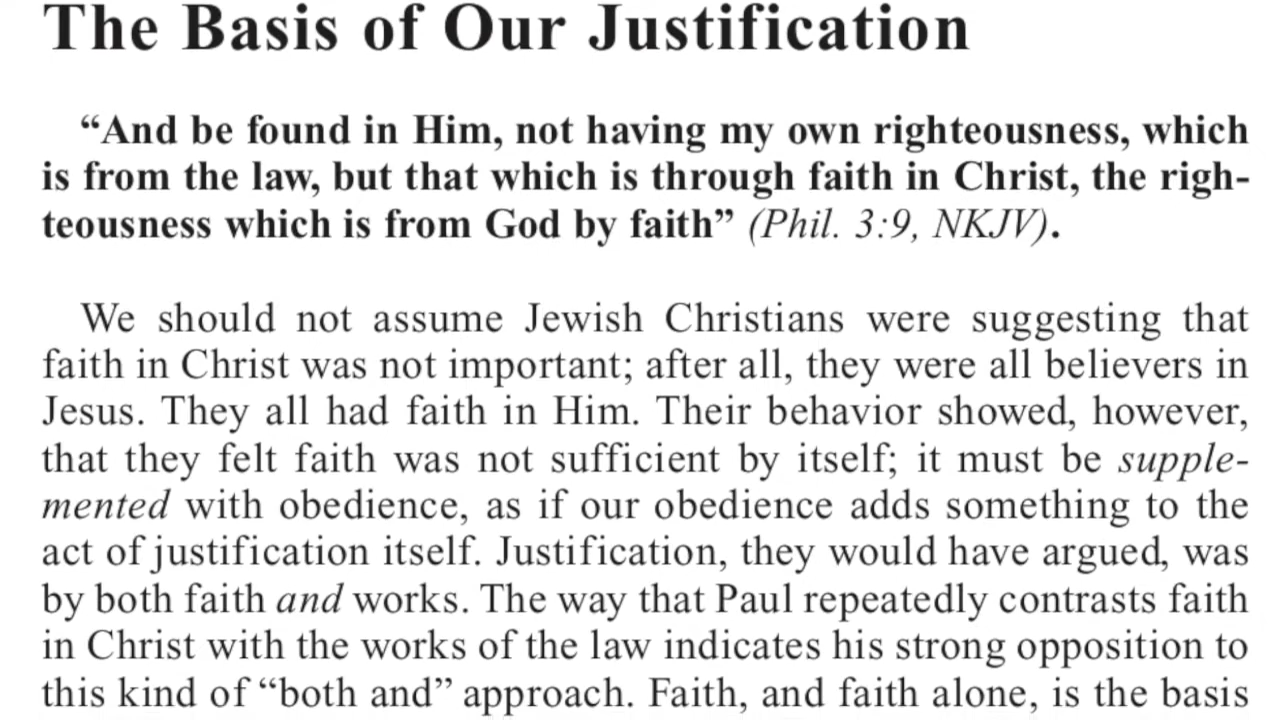 The Basis of Our Justification
“And be found in Him, not having my own righteousness, which
is from the law, but that which is through faith in Christ, the righ-
teousness which is from God by faith” (Phil. 3:9, NKJV).
We should not assume Jewish Christians were suggesting that
faith in Christ was not important; after all, they were all believers in
Jesus. They all had faith in Him. Their behavior showed, however,
that they felt faith was not sufficient by itself; it must be supple-
mented with obedience, as if our obedience adds something to the
act of justification itself. Justification, they would have argued, was
by both faith and works. The way that Paul repeatedly contrasts faith
in Christ with the works of the law indicates his strong opposition to
this kind of “both and” approach. Faith, and faith alone, is the basis